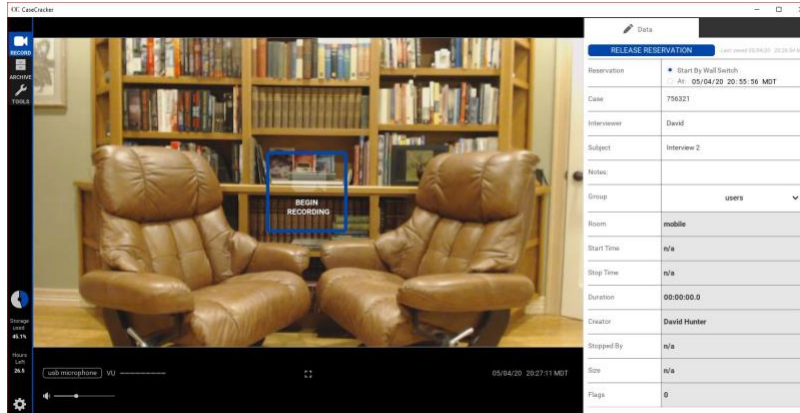 CC CaseCracker
RECORD
ARCHIVE
TOOLS
BEGIN
RECORDING
Storage
used
45.1%
Hours
Left
26.5
usb microphone VU
05/04/20 20:27:11 MDT
Data
RELEASE RESERVATION
Reservation
Start By Wall Switch
At: 05/04/20 20:55:56 MDT
Case 756321
Interviewer David
Subject Interview 2
Notes:
Group users
Room mobile
Start Time n/a
Stop Time n/a
Duration 00:00:00.0
Creator David Hunter
Stopped By n/a
Size n/a
Flags 0